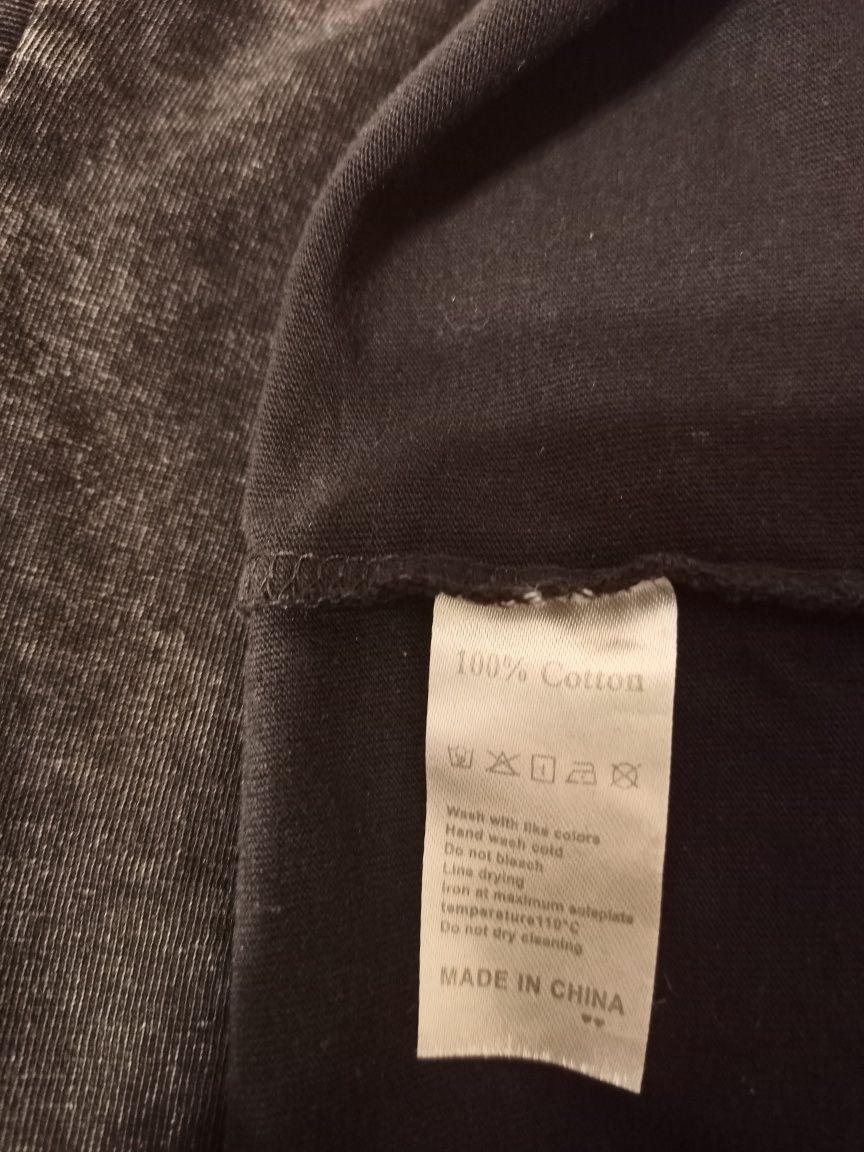 100% Cotton
Wash with like colors
Hand wash cold
Do not bleach
Line drying
Iron at maximum soleplate
temperature110°C
Do not dry cleaning
MADE IN CHINA